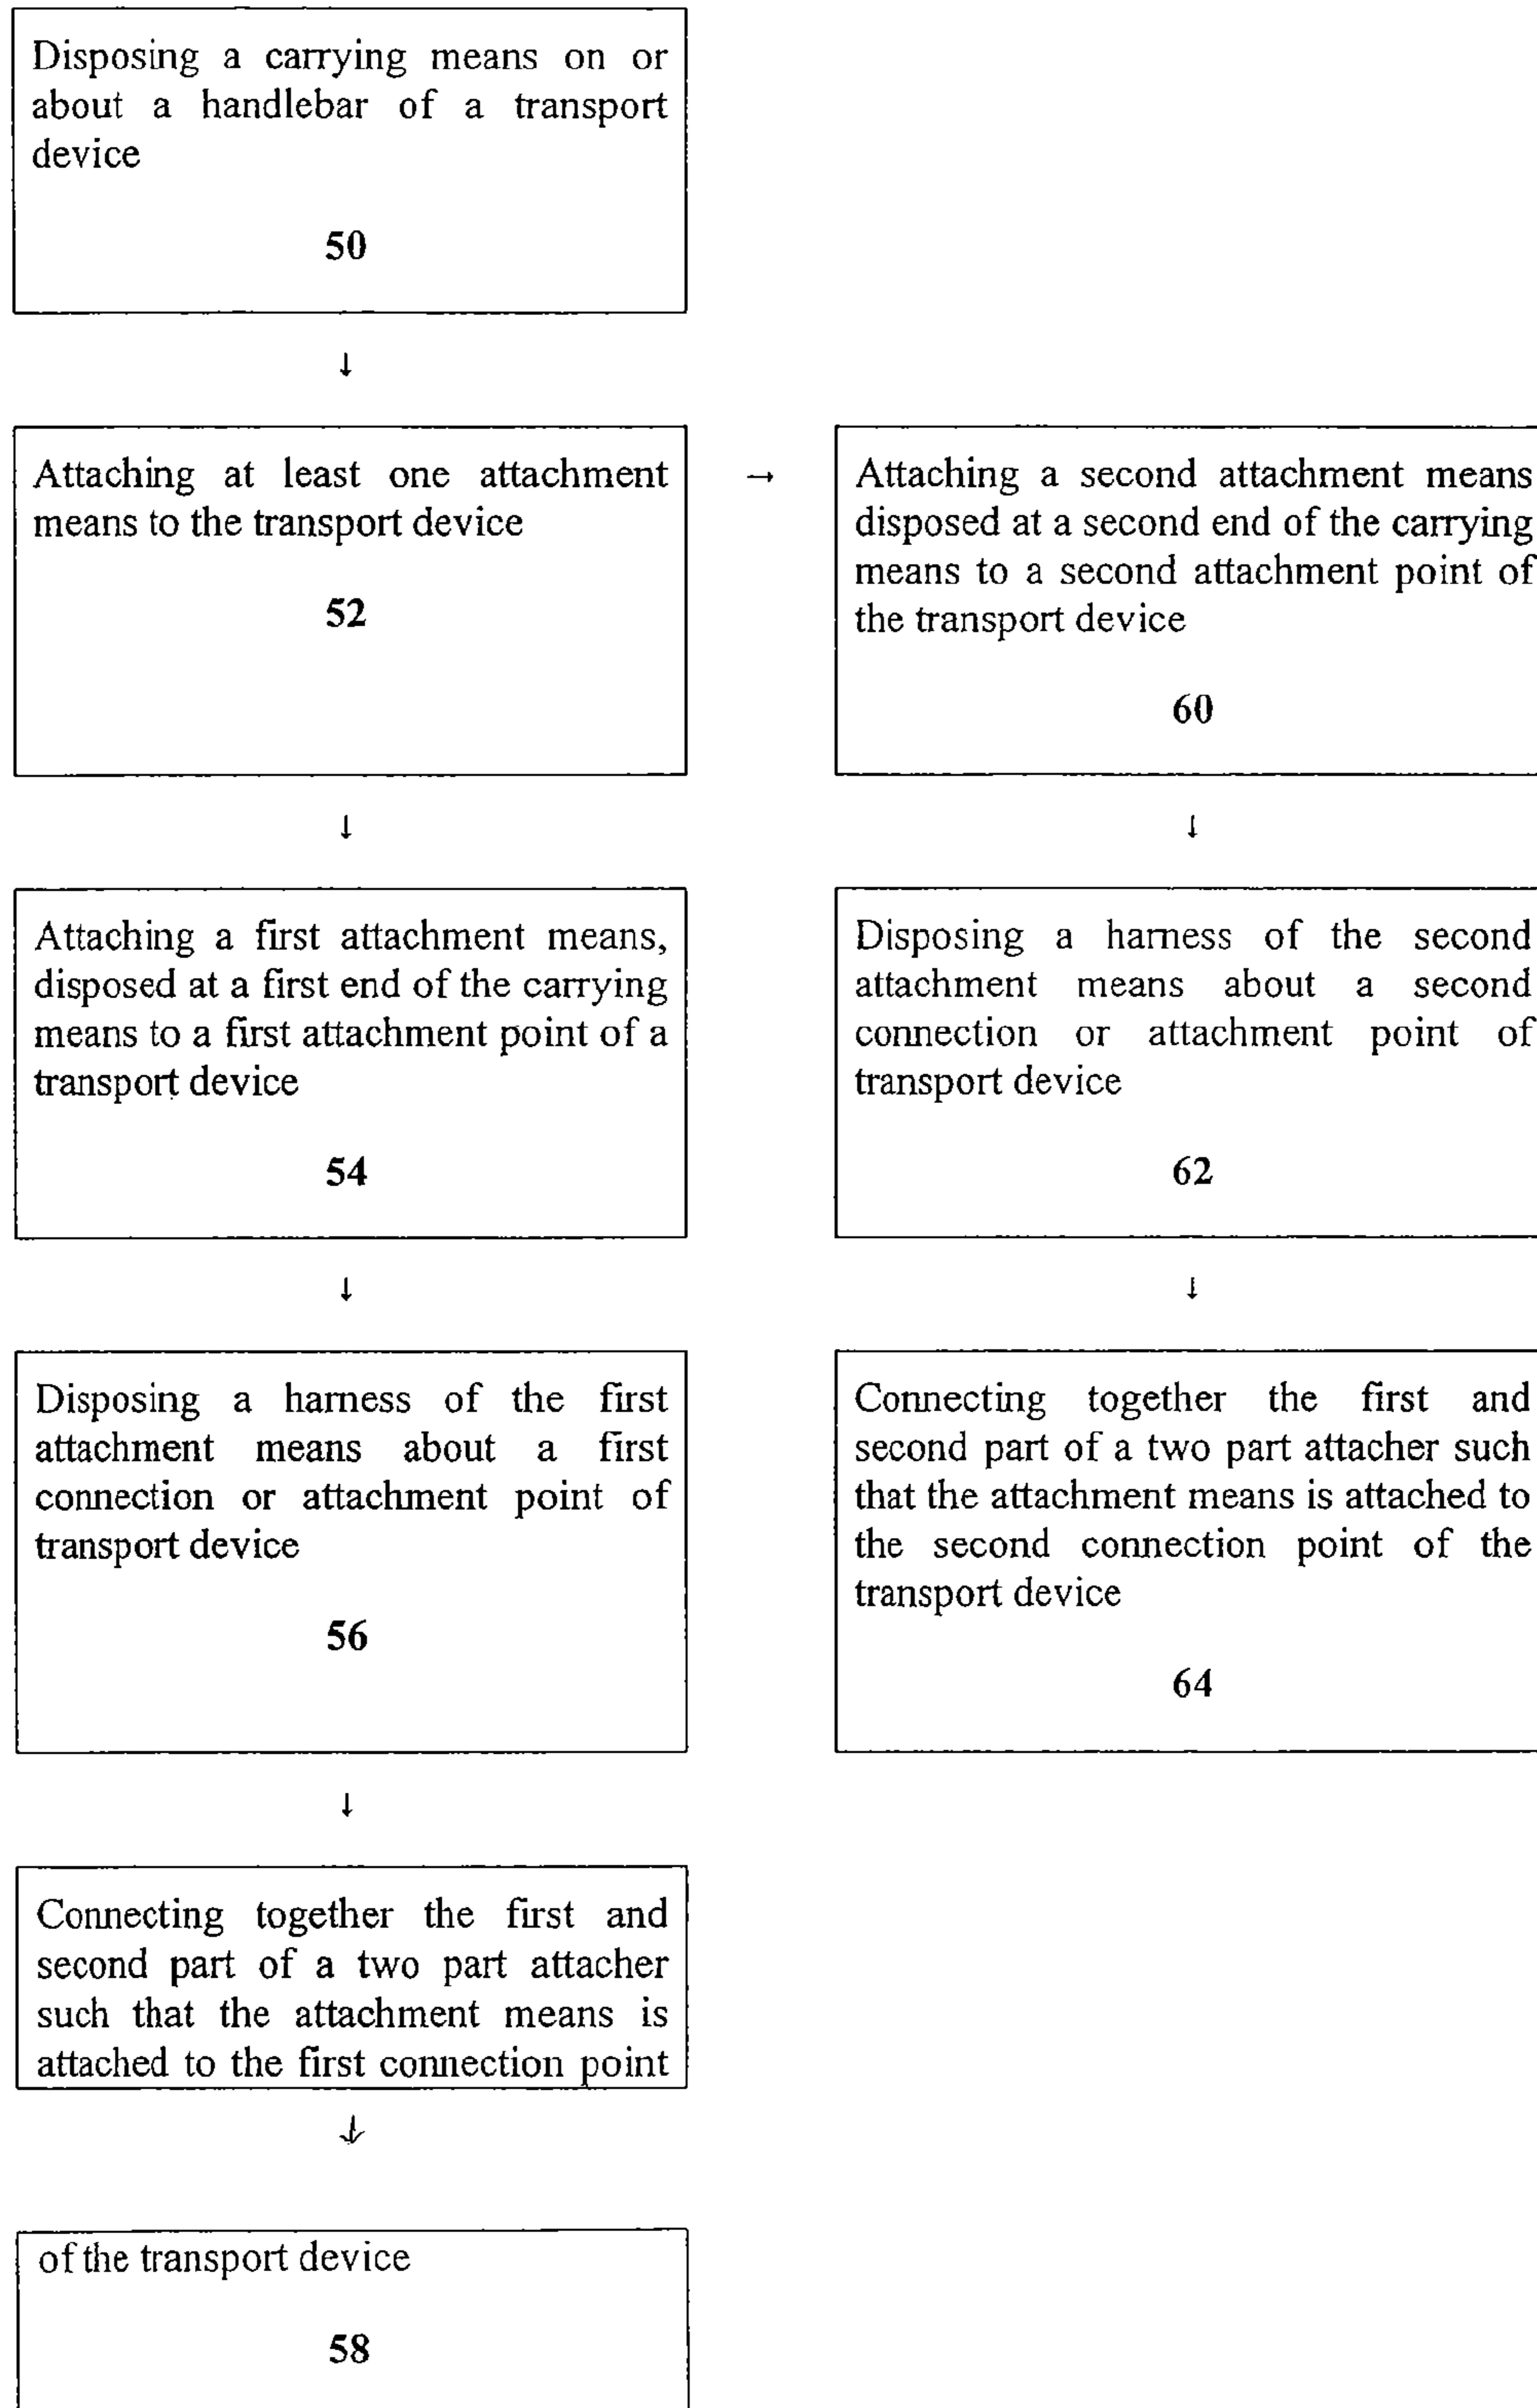 Disposing a carrying means on or
about a handlebar of a transport
device
50
↓
Attaching at least one attachment
means to the transport device
52
→
Attaching a second attachment means
disposed at a second end of the carrying
means to a second attachment point of
the transport device
60
↓
↓
Attaching a first attachment means,
disposed at a first end of the carrying
means to a first attachment point of a
transport device
54
Disposing a harness of the second
attachment means about a second
connection or attachment point of
transport device
62
↓
↓
Disposing a harness of the first
attachment means about a first
connection or attachment point of
transport device
56
Connecting together the first and
second part of a two part attacher such
that the attachment means is attached to
the second connection point of the
transport device
64
↓
Connecting together the first and
second part of a two part attacher
such that the attachment means is
attached to the first connection point
↓
of the transport device
58